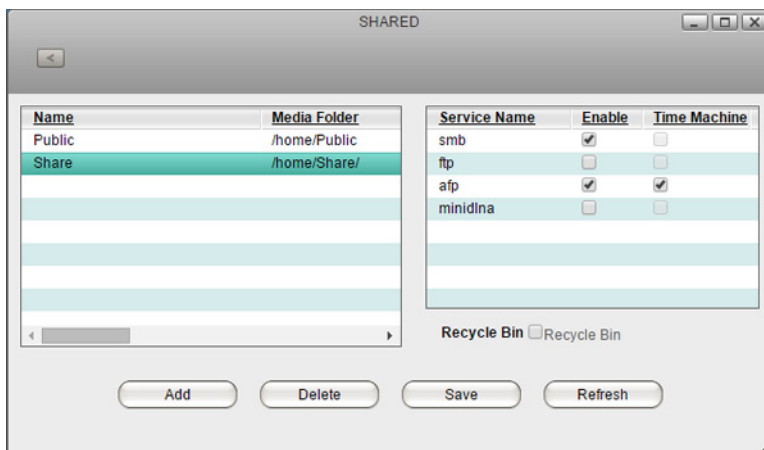 SHARED
<
Name Media Folder
Public /home/Public
Share /home/Share/
Service Name Enable Time Machine
smb
ftp
afp
minidlna
Recycle Bin Recycle Bin
Add Delete Save Refresh